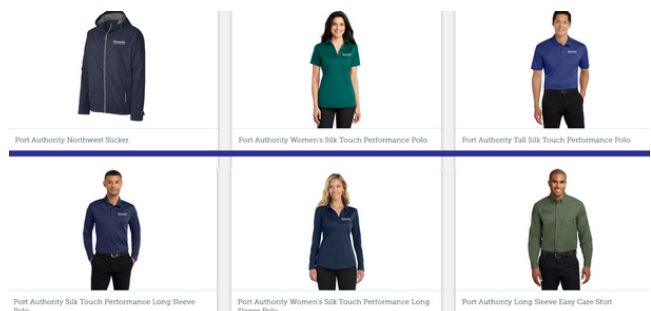 Port Authority Northwest Slicker
Port Authority Women's Silk Touch Performance Polo
Port Authority Tall Silk Touch Performance Polo
Port Authority Silk Touch Performance Long Sleeve
Polo
Port Authority Women's Silk Touch Performance Long
Sleeve Polo
Port Authority Long Sleeve Easy Care Shirt